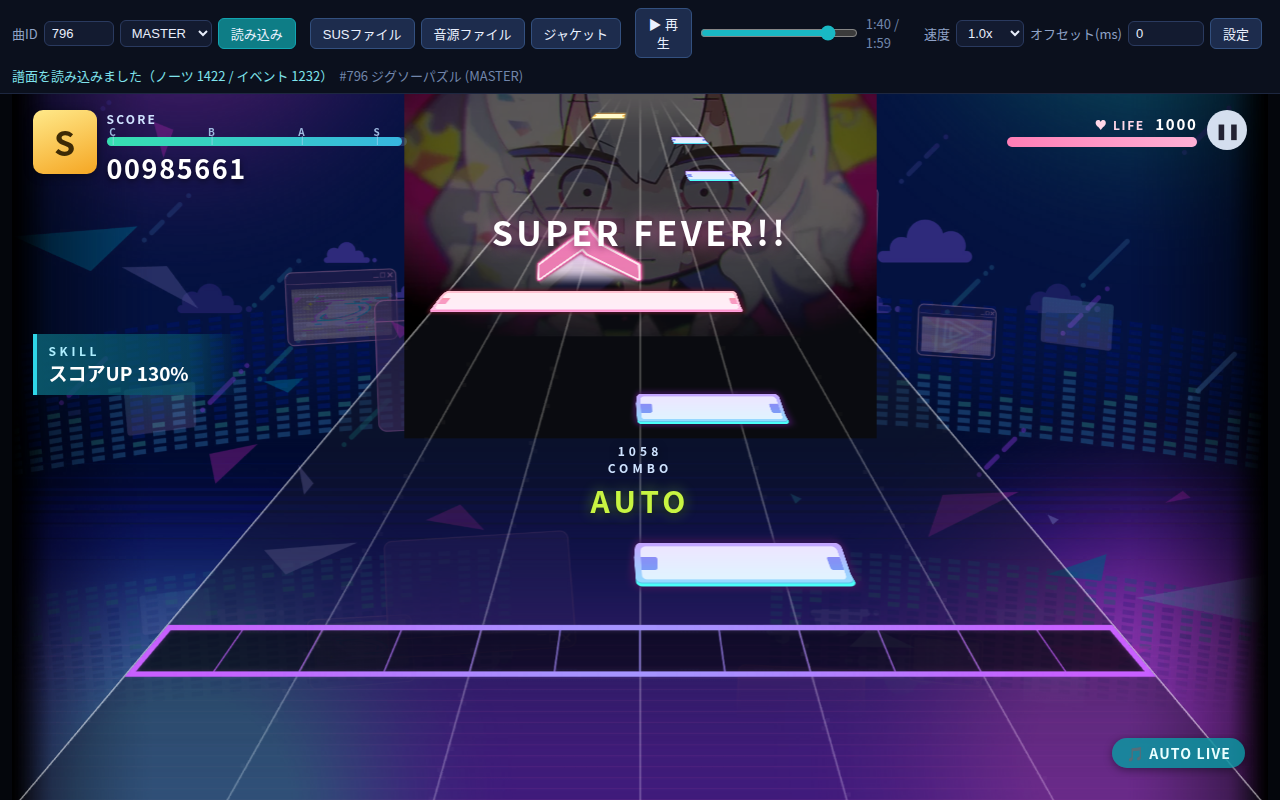 曲ID 796 MASTER 読み込み SUSファイル 音源ファイル ジャケット ▶ 再生 1:40 / 1:59 速度 1.0x オフセット(ms) 0 設定
譜面を読み込みました（ノーツ 1422 / イベント 1232） #796 ジグソーパズル (MASTER)
S
SCORE
C B A S
00985661
♥ LIFE 1000
SUPER FEVER!!
SKILL
スコアUP 130%
1058
COMBO
AUTO
AUTO LIVE